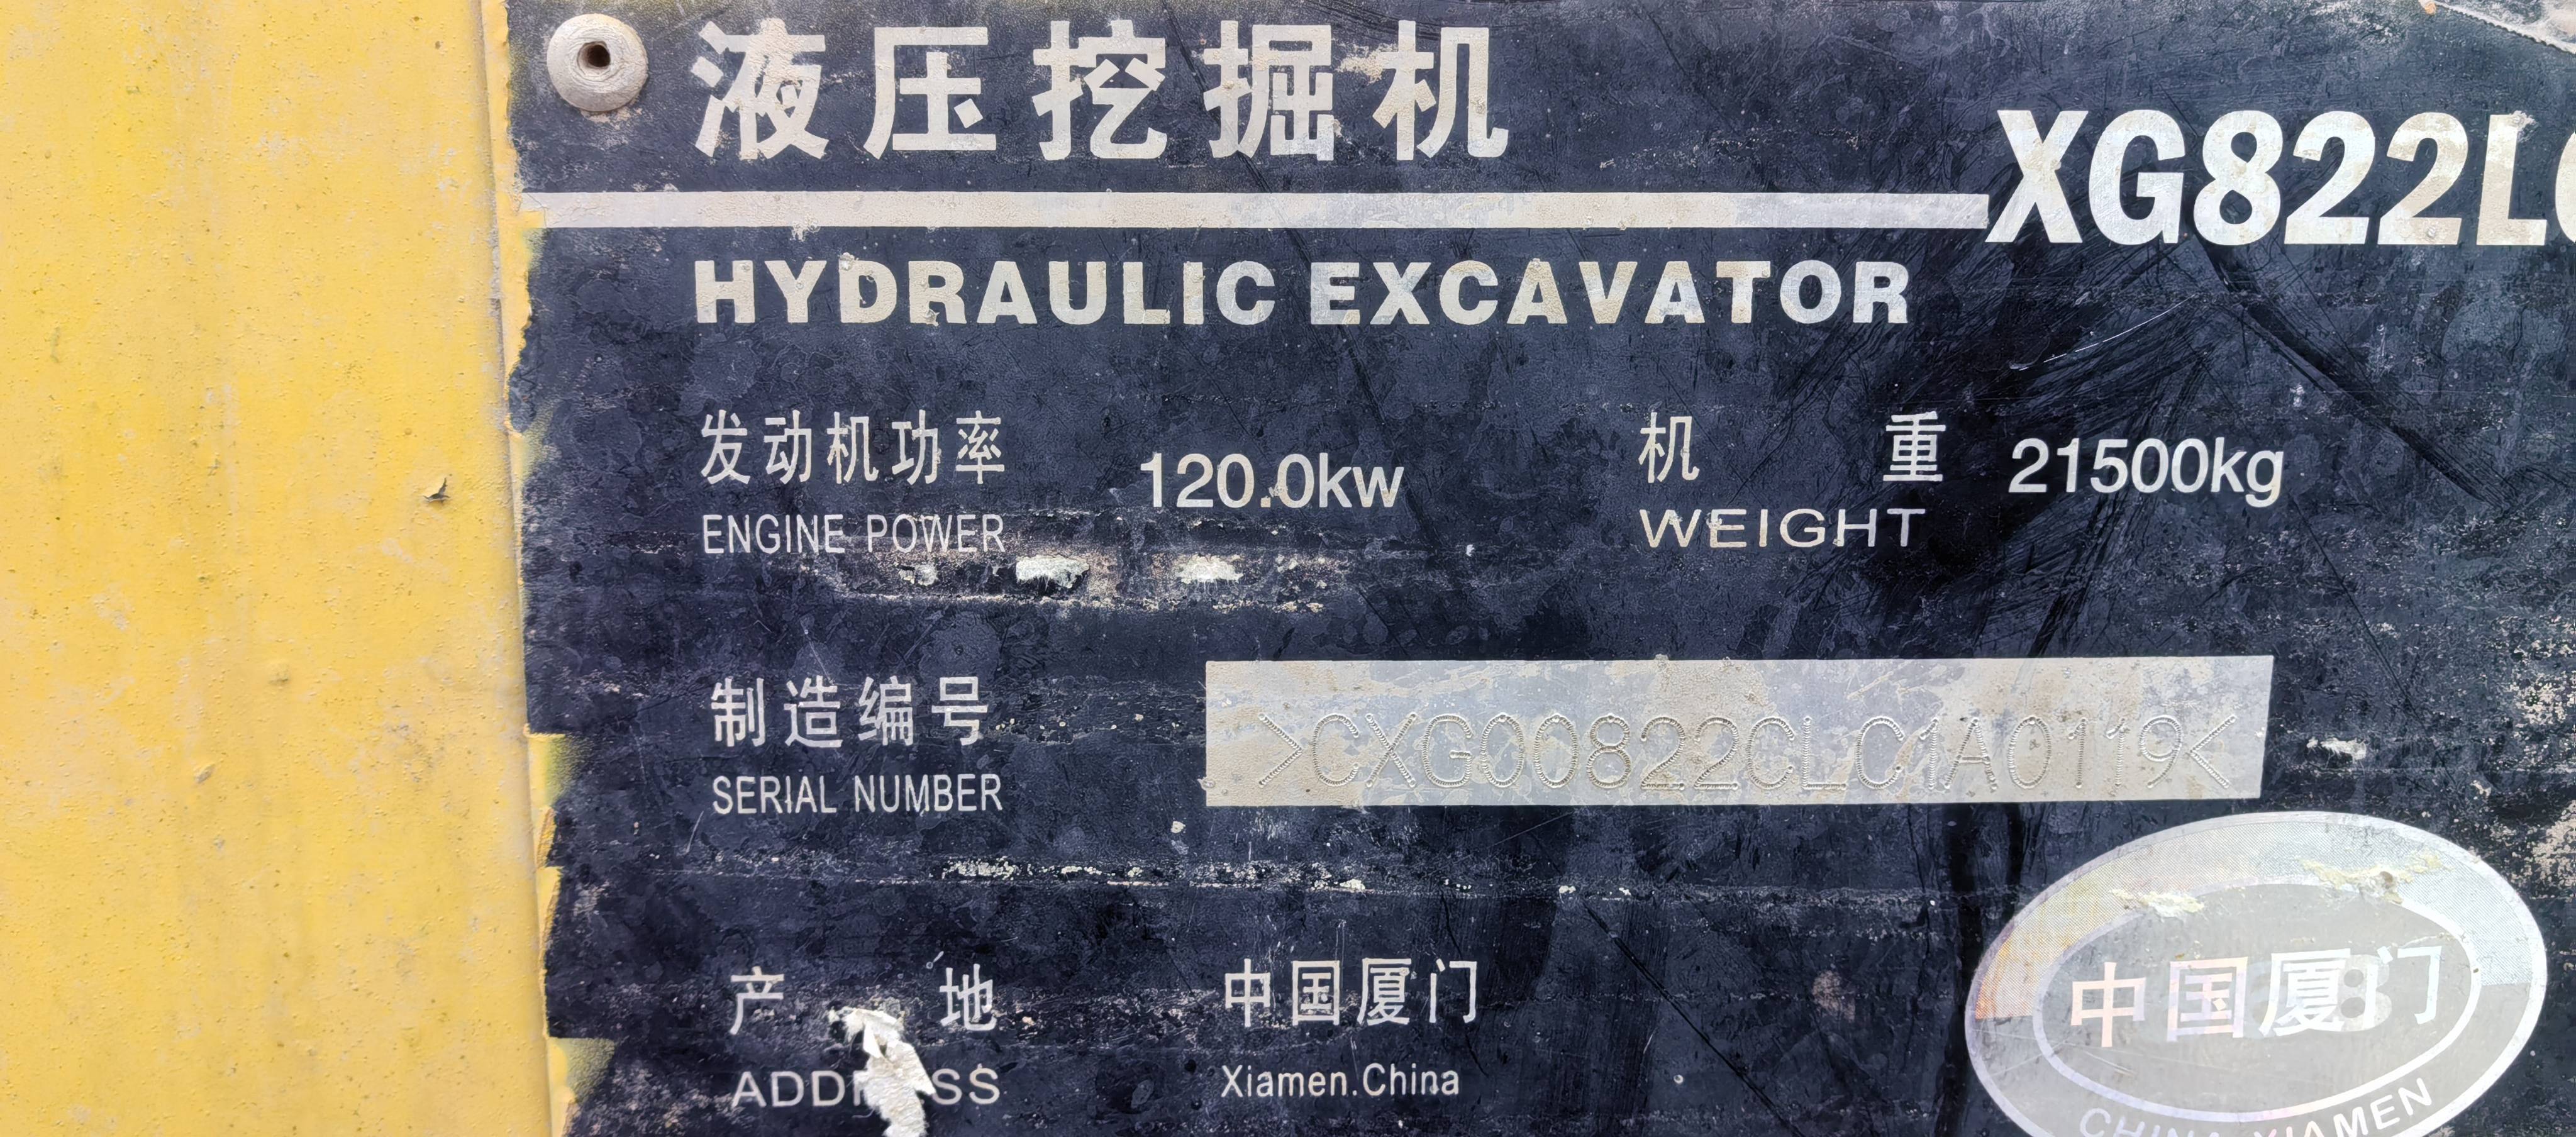 液压挖掘机
XG822L
HYDRAULIC EXCAVATOR
发动机功率 120.0kw
ENGINE POWER
机 重 21500kg
WEIGHT
制造编号 >CXG00822CLC1A0119<
SERIAL NUMBER
产 地 中国厦门
Xiamen.China
中国厦门
CHINA XIAMEN